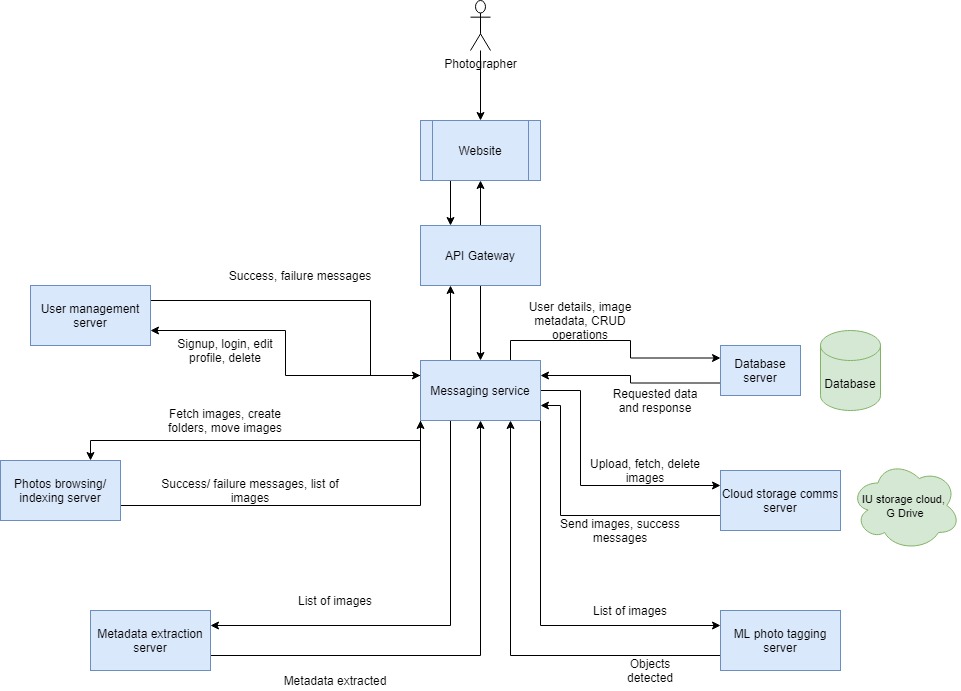 Photographer
Website
API Gateway
Success, failure messages
User management
server
Signup, login, edit
profile, delete
User details, image
metadata, CRUD
operations
Database
server
Database
Messaging service
Requested data
and response
Fetch images, create
folders, move images
Photos browsing/
indexing server
Success/ failure messages, list of
images
Upload, fetch, delete
images
Cloud storage comms
server
IU storage cloud,
G Drive
Send images, success
messages
List of images
Metadata extraction
server
Metadata extracted
List of images
ML photo tagging
server
Objects
detected